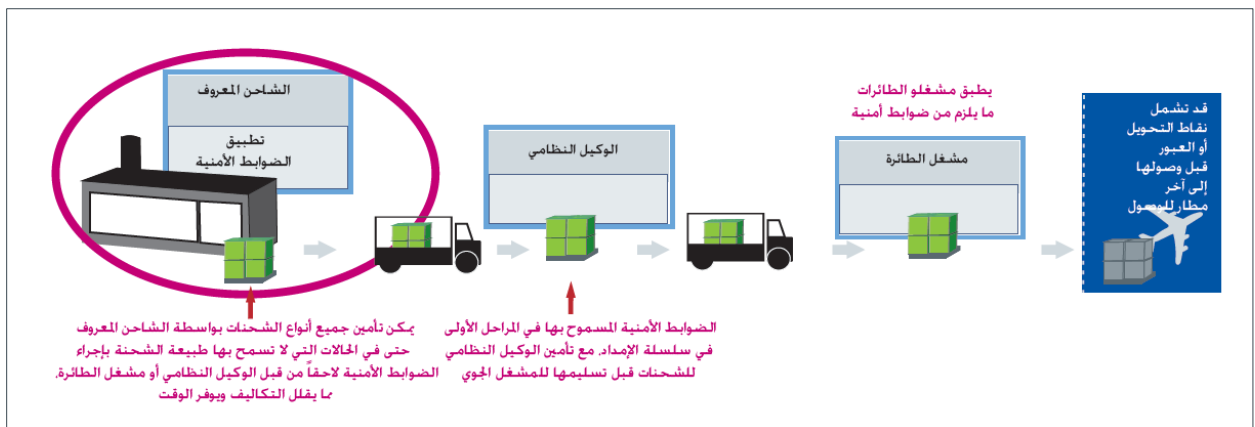 الشاحن المعروف
تطبيق
الضوابط الأمنية
الوكيل النظامي
يطبق مشغلو الطائرات
ما يلزم من ضوابط أمنية
مشغل الطائرة
قد تشمل
نقاط التحويل
أو العبور
قبل وصولها
إلى آخر
مطار للوصول
يمكن تأمين جميع أنواع الشحنات بواسطة الشاحن المعروف
حتى في الحالات التي لا تسمح بها طبيعة الشحنة بإجراء
الضوابط الأمنية لاحقاً من قبل الوكيل النظامي أو مشغل الطائرة،
مما يقلل التكاليف ويوفر الوقت
الضوابط الأمنية المسموح بها في المراحل الأولى
في سلسلة الإمداد، مع تأمين الوكيل النظامي
للشحنات قبل تسليمها للمشغل الجوي